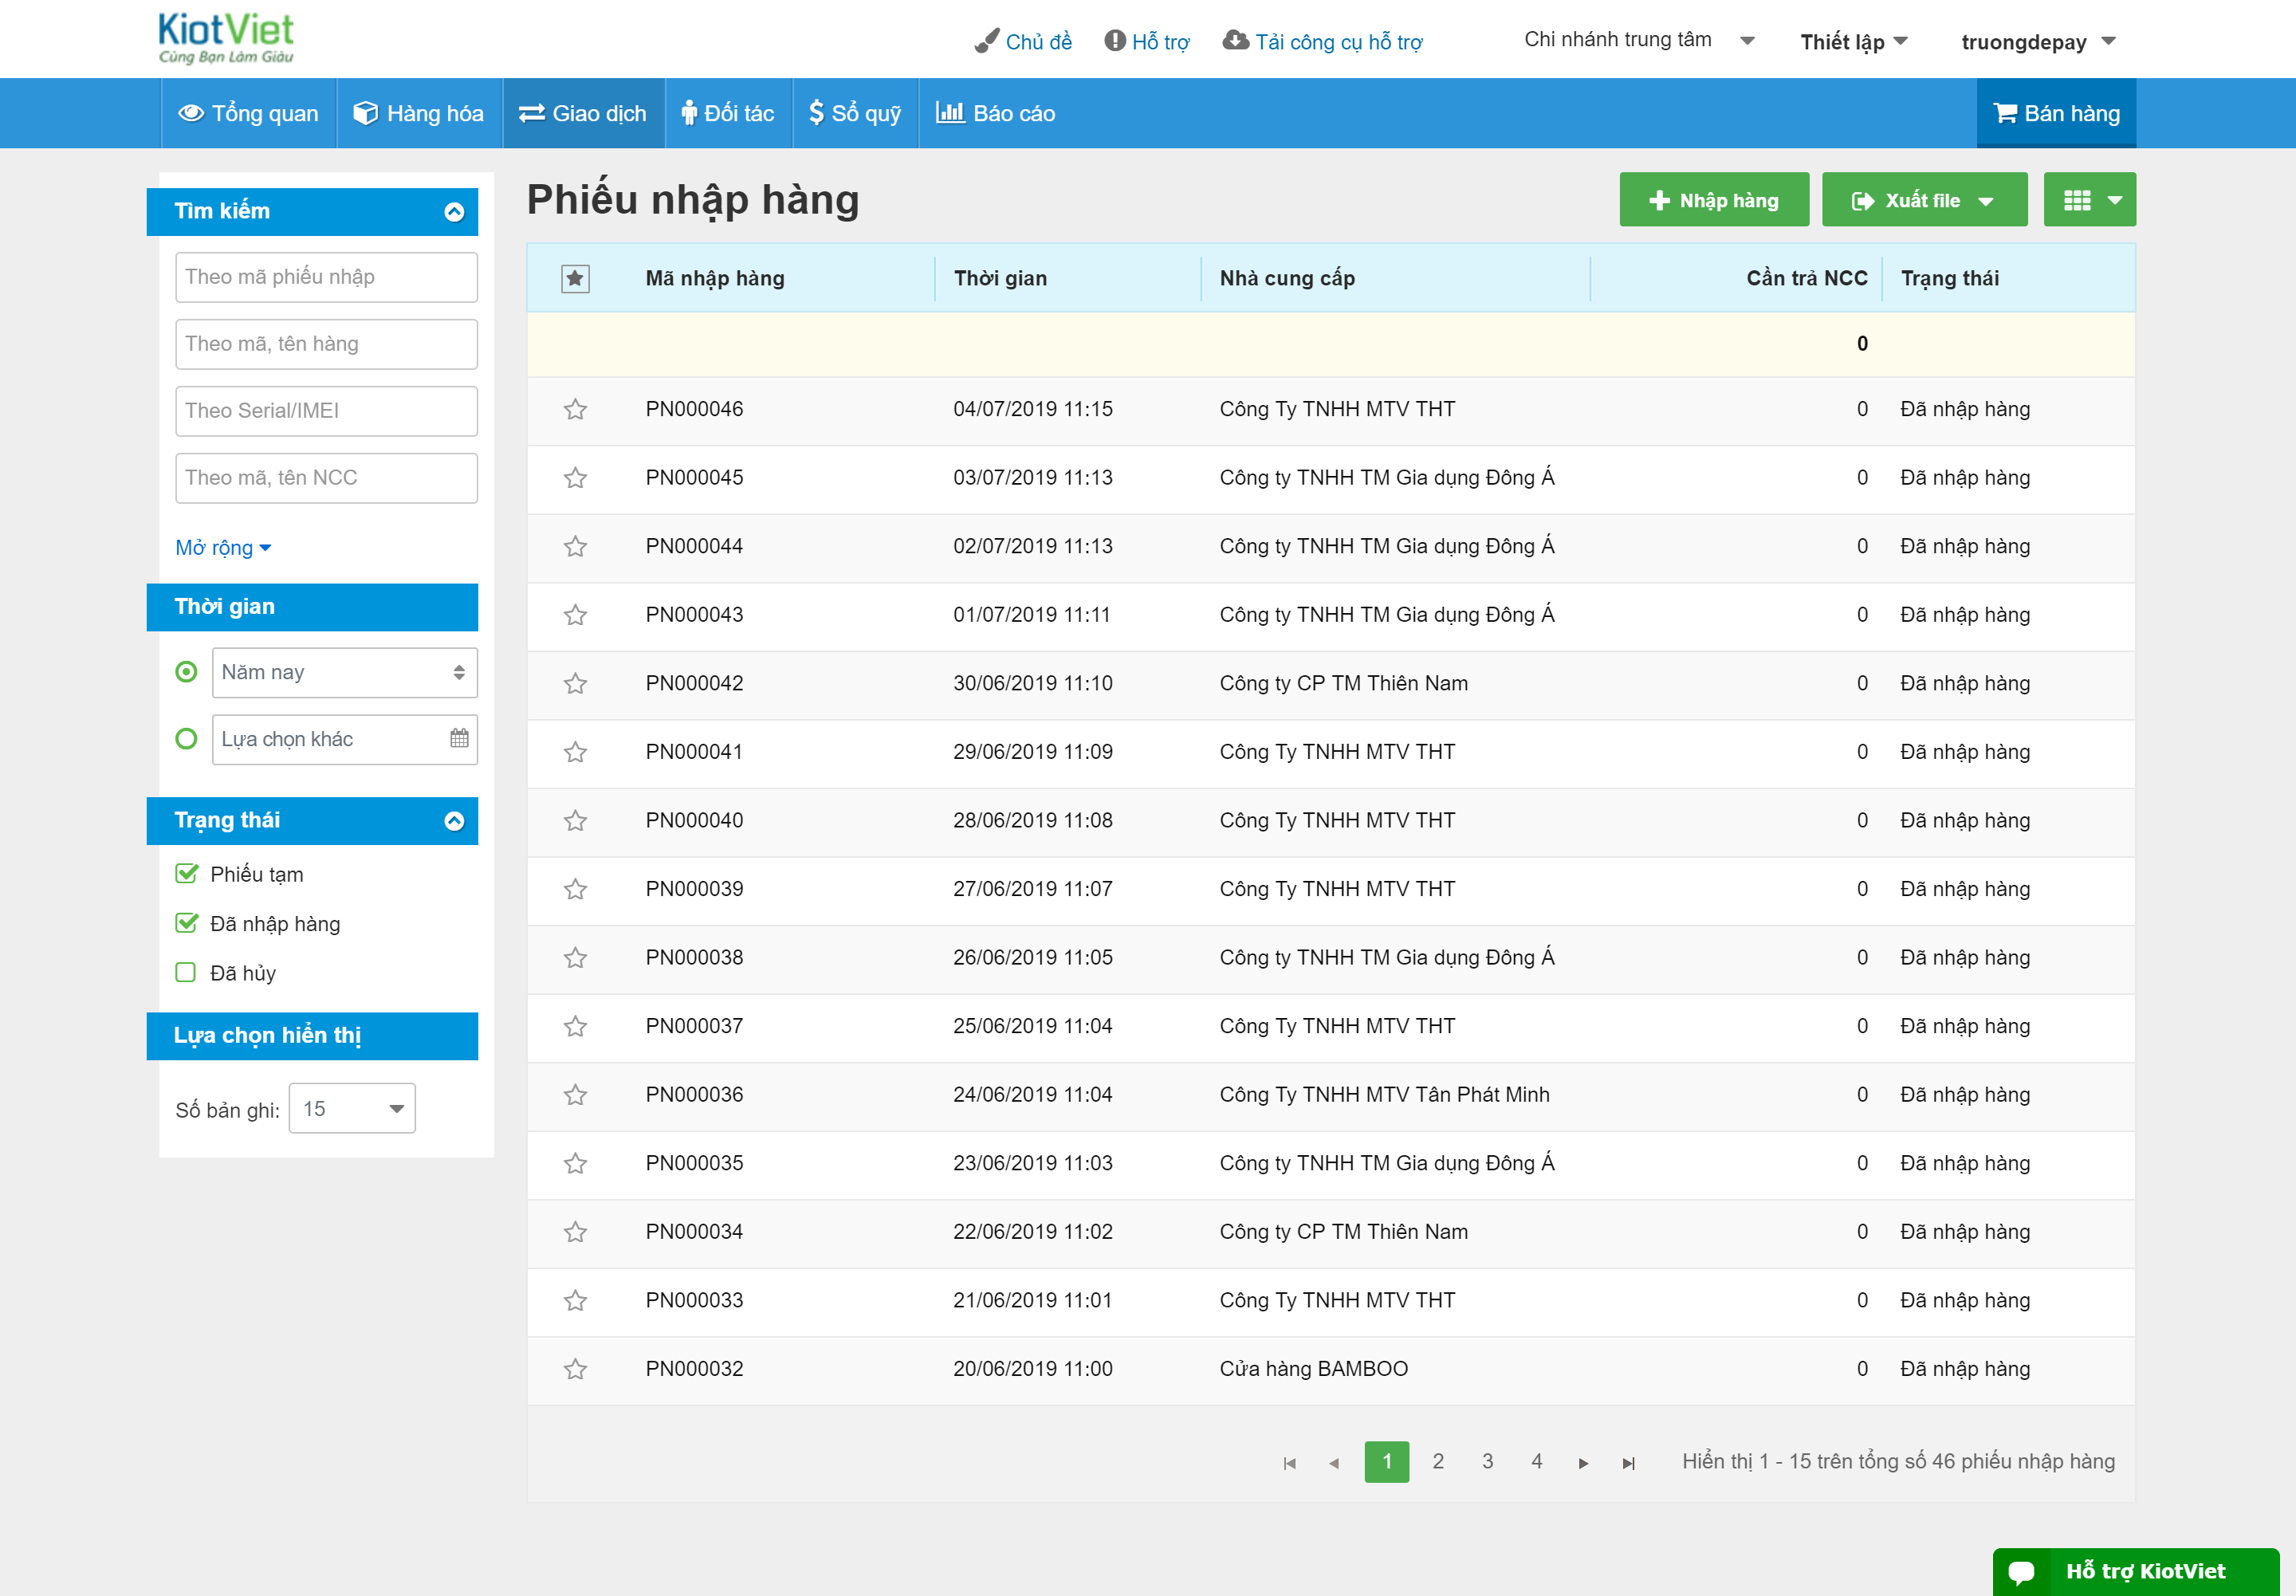 KiotViet
Cùng Bạn Làm Giàu
Chủ đề Hỗ trợ Tải công cụ hỗ trợ Chi nhánh trung tâm Thiết lập truongdepay
Tổng quan Hàng hóa Giao dịch Đối tác Sổ quỹ Báo cáo Bán hàng
Tìm kiếm
Theo mã phiếu nhập
Theo mã, tên hàng
Theo Serial/IMEI
Theo mã, tên NCC
Mở rộng
Thời gian
Năm nay
Lựa chọn khác
Trạng thái
Phiếu tạm
Đã nhập hàng
Đã hủy
Lựa chọn hiển thị
Số bản ghi: 15
Phiếu nhập hàng
Nhập hàng Xuất file
Mã nhập hàng Thời gian Nhà cung cấp Cần trả NCC Trạng thái
0
PN000046 04/07/2019 11:15 Công Ty TNHH MTV THT 0 Đã nhập hàng
PN000045 03/07/2019 11:13 Công ty TNHH TM Gia dụng Đông Á 0 Đã nhập hàng
PN000044 02/07/2019 11:13 Công ty TNHH TM Gia dụng Đông Á 0 Đã nhập hàng
PN000043 01/07/2019 11:11 Công ty TNHH TM Gia dụng Đông Á 0 Đã nhập hàng
PN000042 30/06/2019 11:10 Công ty CP TM Thiên Nam 0 Đã nhập hàng
PN000041 29/06/2019 11:09 Công Ty TNHH MTV THT 0 Đã nhập hàng
PN000040 28/06/2019 11:08 Công Ty TNHH MTV THT 0 Đã nhập hàng
PN000039 27/06/2019 11:07 Công Ty TNHH MTV THT 0 Đã nhập hàng
PN000038 26/06/2019 11:05 Công ty TNHH TM Gia dụng Đông Á 0 Đã nhập hàng
PN000037 25/06/2019 11:04 Công Ty TNHH MTV THT 0 Đã nhập hàng
PN000036 24/06/2019 11:04 Công Ty TNHH MTV Tân Phát Minh 0 Đã nhập hàng
PN000035 23/06/2019 11:03 Công ty TNHH TM Gia dụng Đông Á 0 Đã nhập hàng
PN000034 22/06/2019 11:02 Công ty CP TM Thiên Nam 0 Đã nhập hàng
PN000033 21/06/2019 11:01 Công Ty TNHH MTV THT 0 Đã nhập hàng
PN000032 20/06/2019 11:00 Cửa hàng BAMBOO 0 Đã nhập hàng
1 2 3 4 Hiển thị 1 - 15 trên tổng số 46 phiếu nhập hàng
Hỗ trợ KiotViet